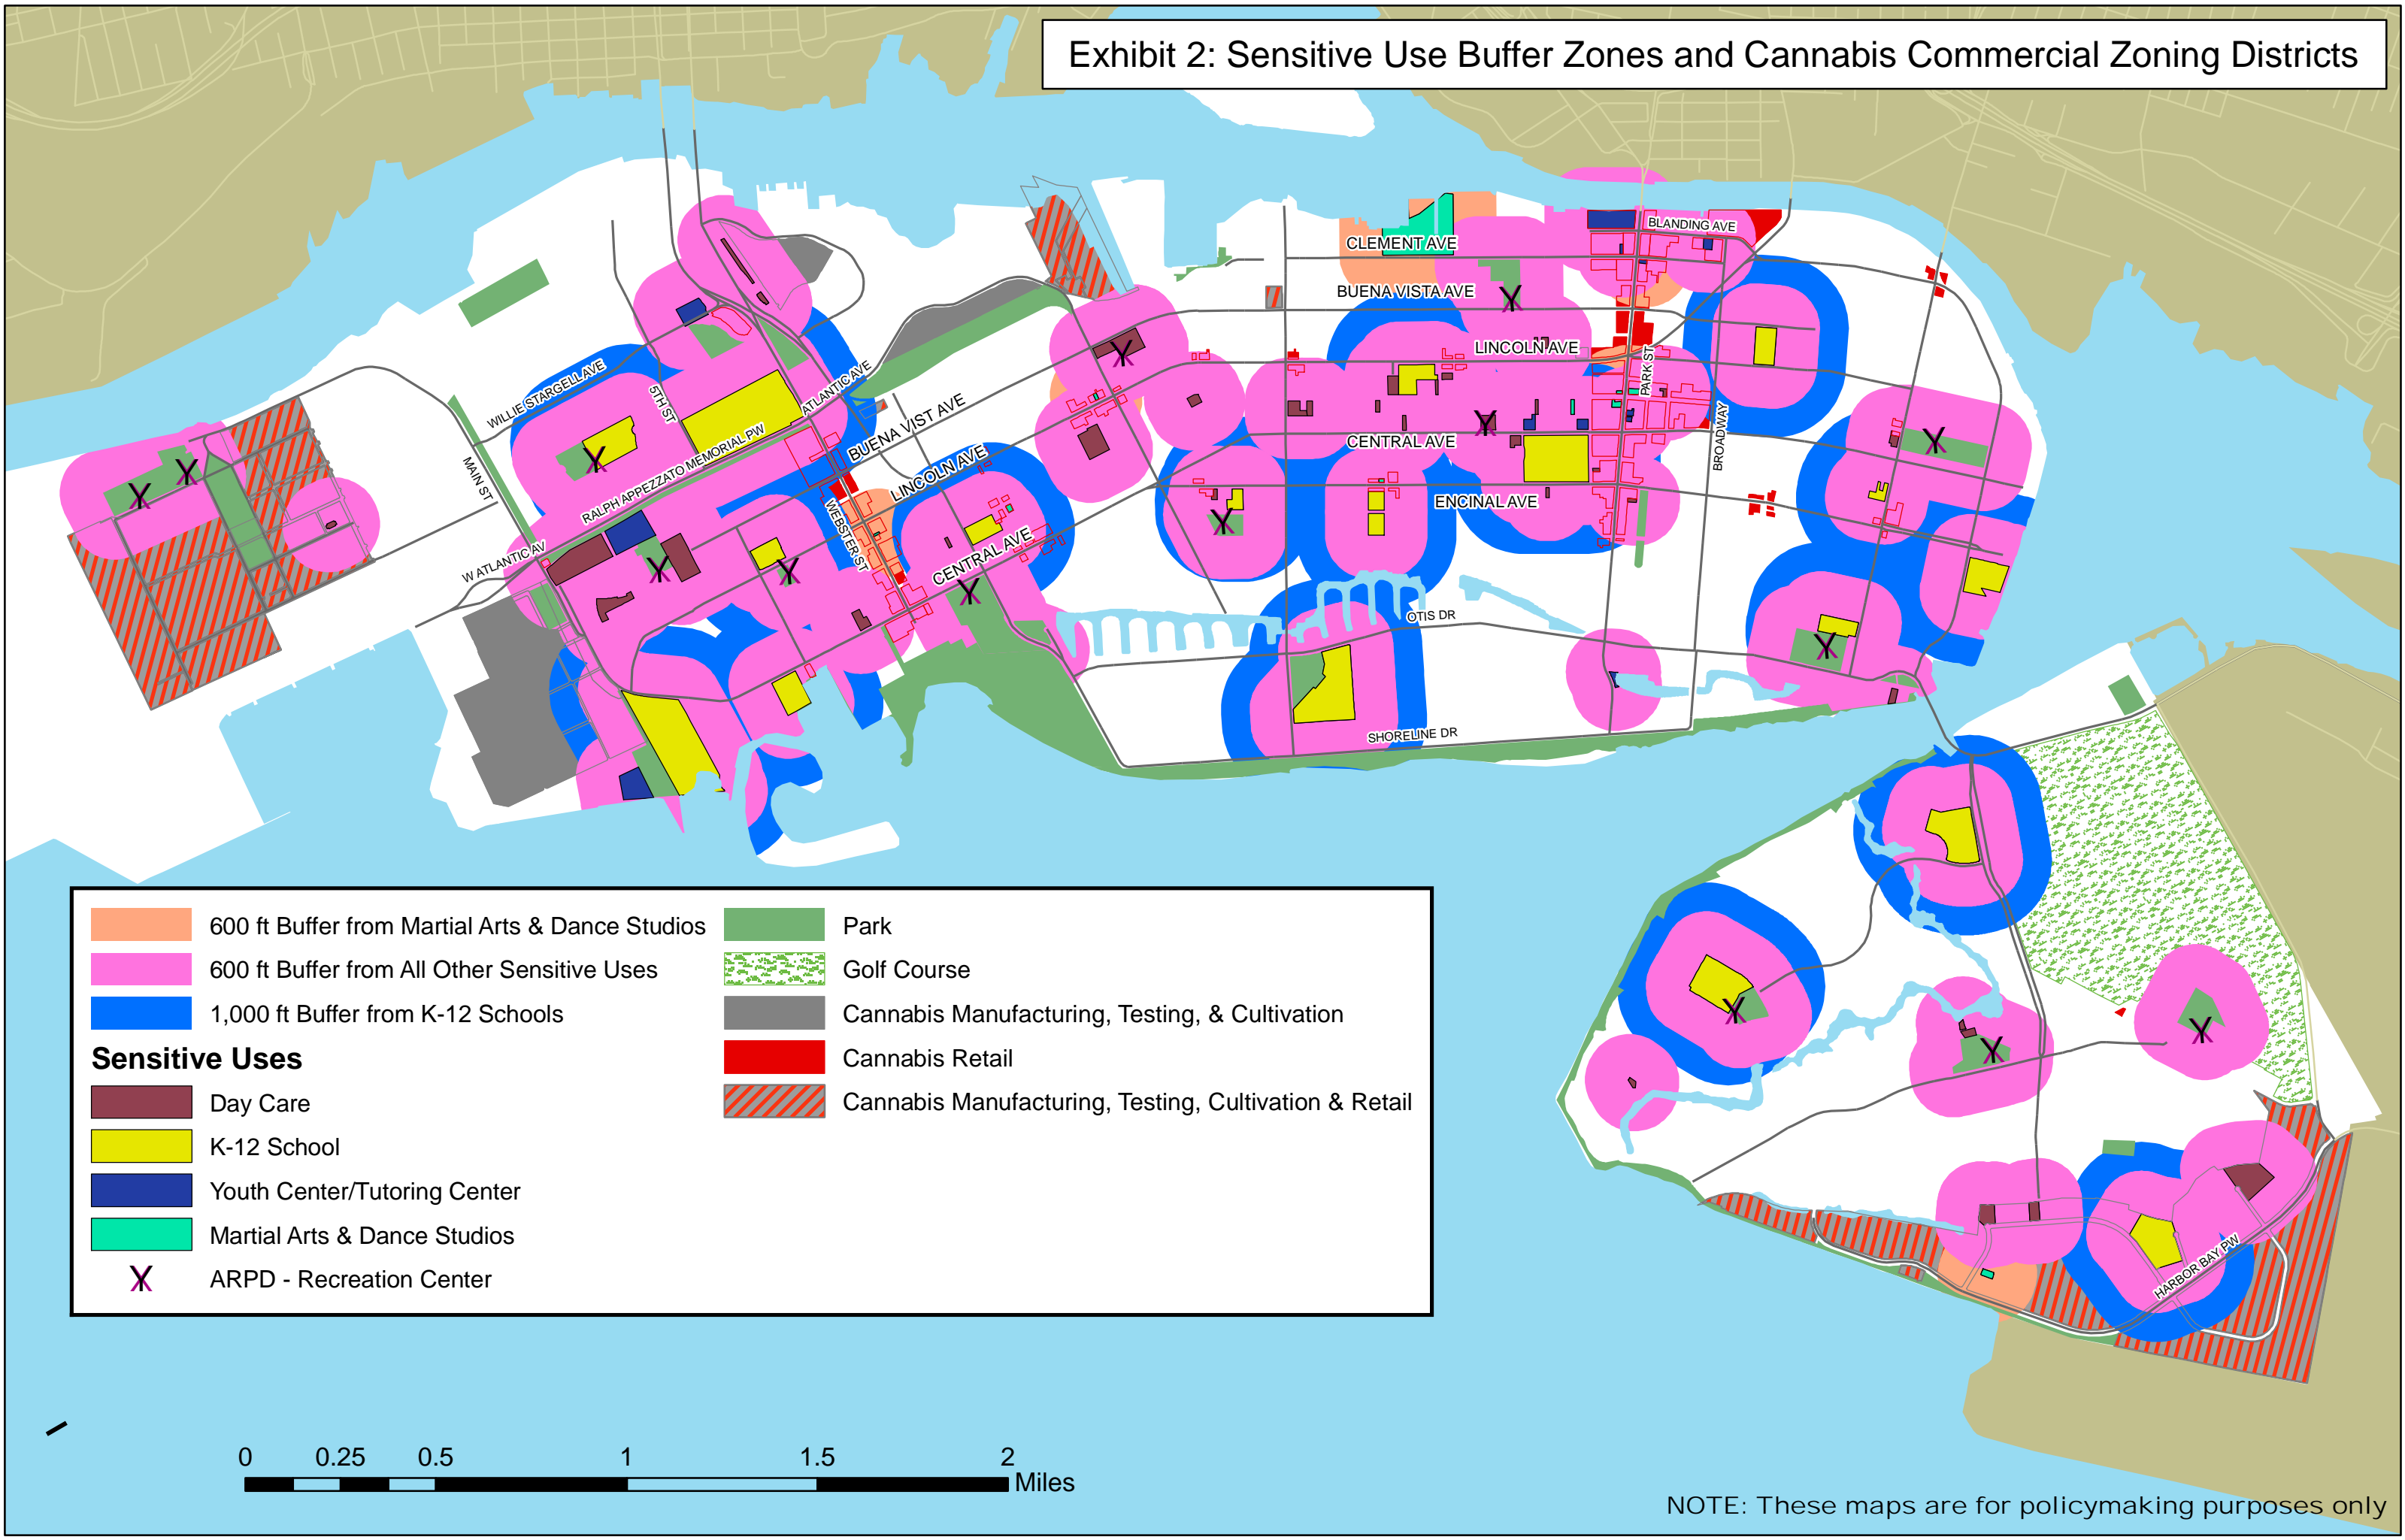 Exhibit 2: Sensitive Use Buffer Zones and Cannabis Commercial Zoning Districts
BLANDING AVE
CLEMENT AVE
BUENA VISTA AVE
LINCOLN AVE
PARK ST
WILLIE STARGELL AVE
5TH ST
ATLANTIC AVE
BUENA VIST AVE
RALPH APPEZZATO MEMORIAL PW
MAIN ST
LINCOLN AVE
CENTRAL AVE
BROADWAY
ENCINAL AVE
WEBSTER ST
W ATLANTIC AV
CENTRAL AVE
OTIS DR
SHORELINE DR
HARBOR BAY PW
600 ft Buffer from Martial Arts & Dance Studios
600 ft Buffer from All Other Sensitive Uses
1,000 ft Buffer from K-12 Schools
Sensitive Uses
Day Care
K-12 School
Youth Center/Tutoring Center
Martial Arts & Dance Studios
ARPD - Recreation Center
Park
Golf Course
Cannabis Manufacturing, Testing, & Cultivation
Cannabis Retail
Cannabis Manufacturing, Testing, Cultivation & Retail
0 0.25 0.5 1 1.5 2
Miles
NOTE: These maps are for policymaking purposes only